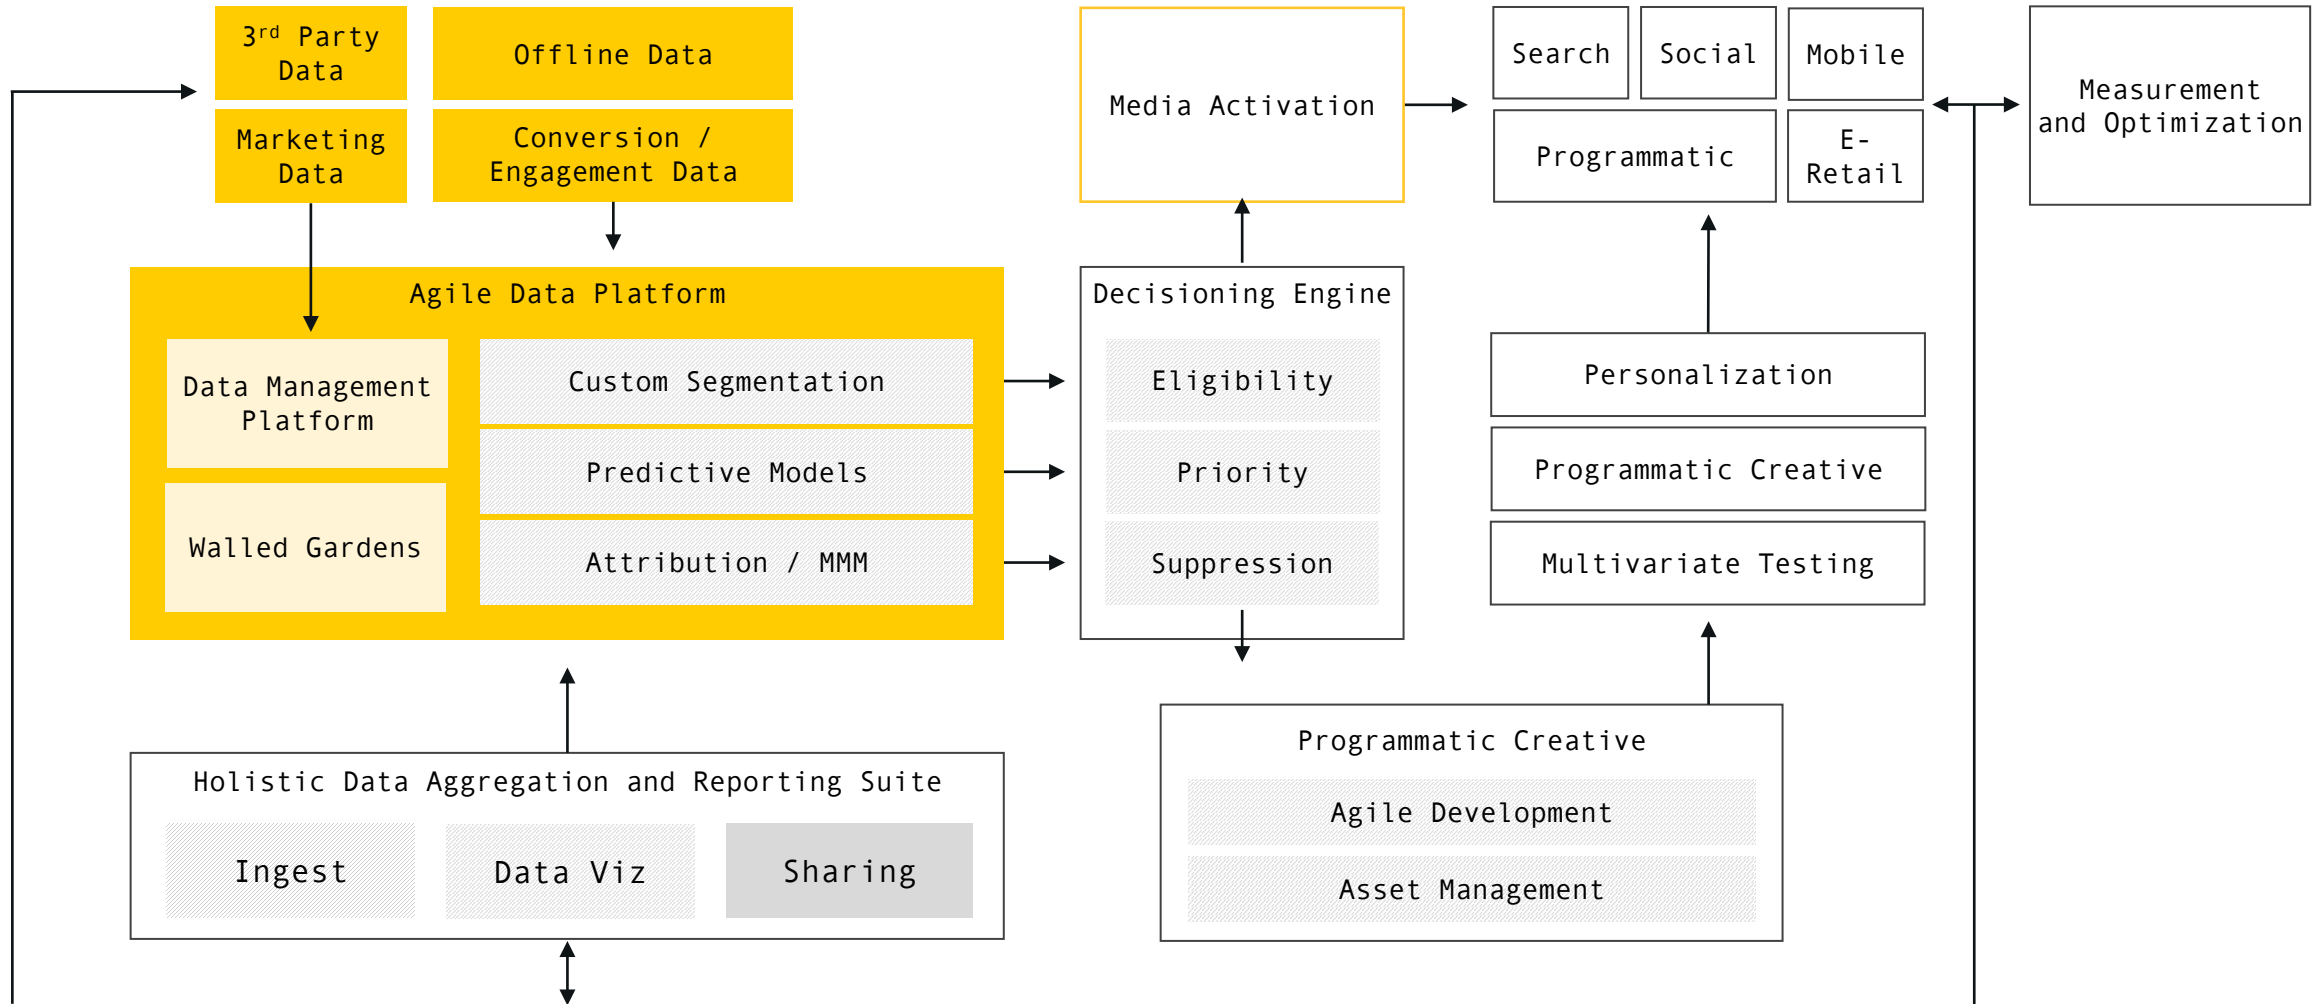 3rd Party
Data
Offline Data
Marketing
Data
Conversion /
Engagement Data
Media Activation
Search
Social
Mobile
Programmatic
E-
Retail
Measurement
and Optimization
Agile Data Platform
Data Management
Platform
Walled Gardens
Custom Segmentation
Predictive Models
Attribution / MMM
Decisioning Engine
Eligibility
Priority
Suppression
Personalization
Programmatic Creative
Multivariate Testing
Holistic Data Aggregation and Reporting Suite
Ingest
Data Viz
Sharing
Programmatic Creative
Agile Development
Asset Management